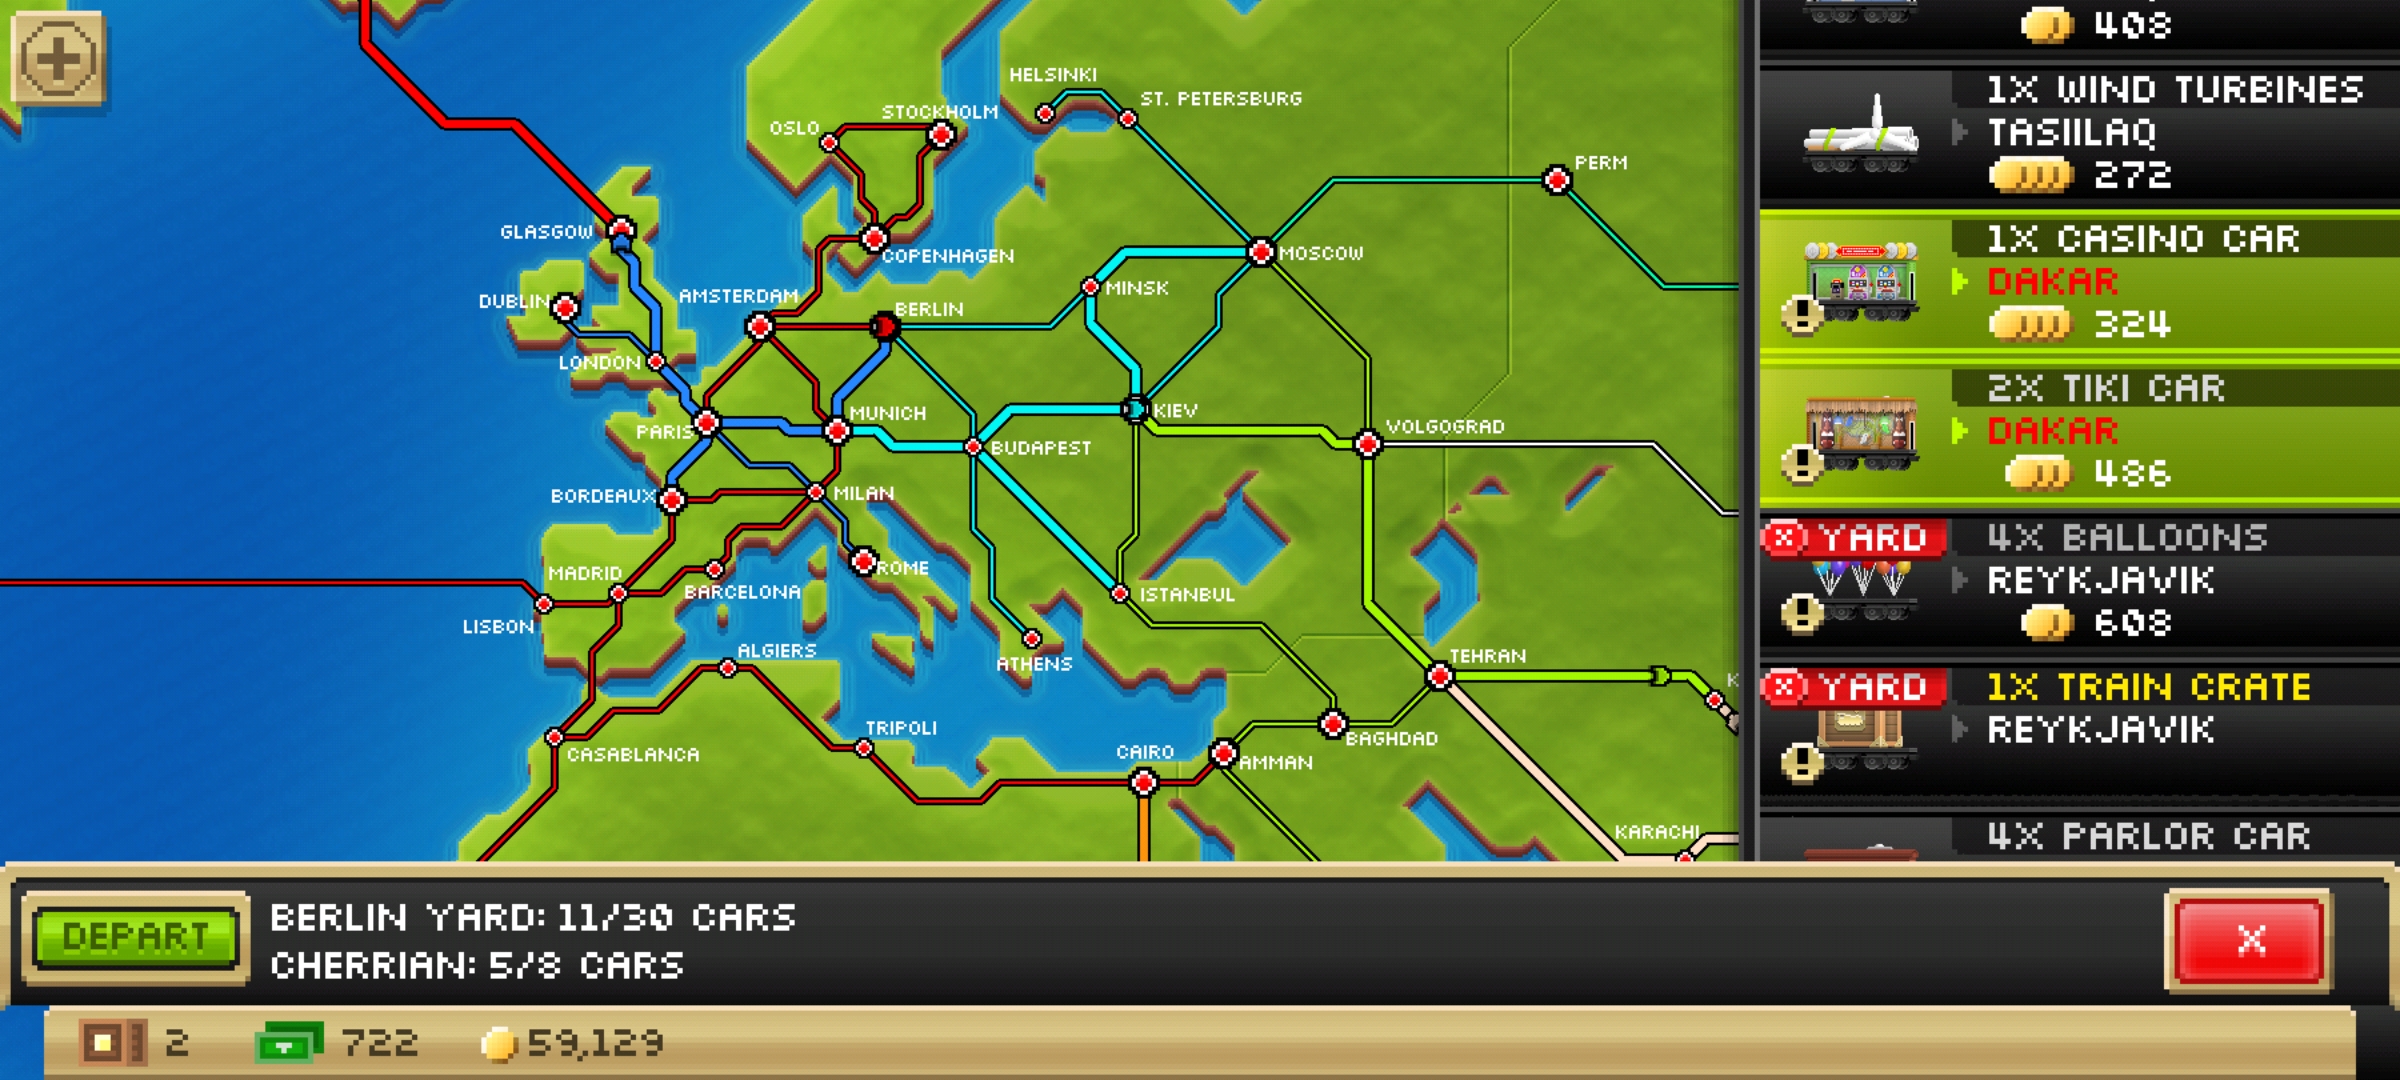 408
1X WIND TURBINES
TASIILAQ
272
1X CASINO CAR
DAKAR
324
2X TIKI CAR
DAKAR
486
YARD
4X BALLOONS
REYKJAVIK
608
YARD
1X TRAIN CRATE
REYKJAVIK
4X PARLOR CAR
HELSINKI
ST. PETERSBURG
STOCKHOLM
OSLO
PERM
GLASGOW
COPENHAGEN
MOSCOW
MINSK
DUBLIN
AMSTERDAM
BERLIN
LONDON
MUNICH
KIEV
PARIS
BUDAPEST
VOLGOGRAD
BORDEAUX
MILAN
ROME
MADRID
BARCELONA
ISTANBUL
LISBON
ALGIERS
ATHENS
TEHRAN
K
TRIPOLI
CASABLANCA
CAIRO
BAGHDAD
AMMAN
KARACHI
DEPART
BERLIN YARD: 11/30 CARS
CHERRIAN: 5/8 CARS
X
2
722
59,129